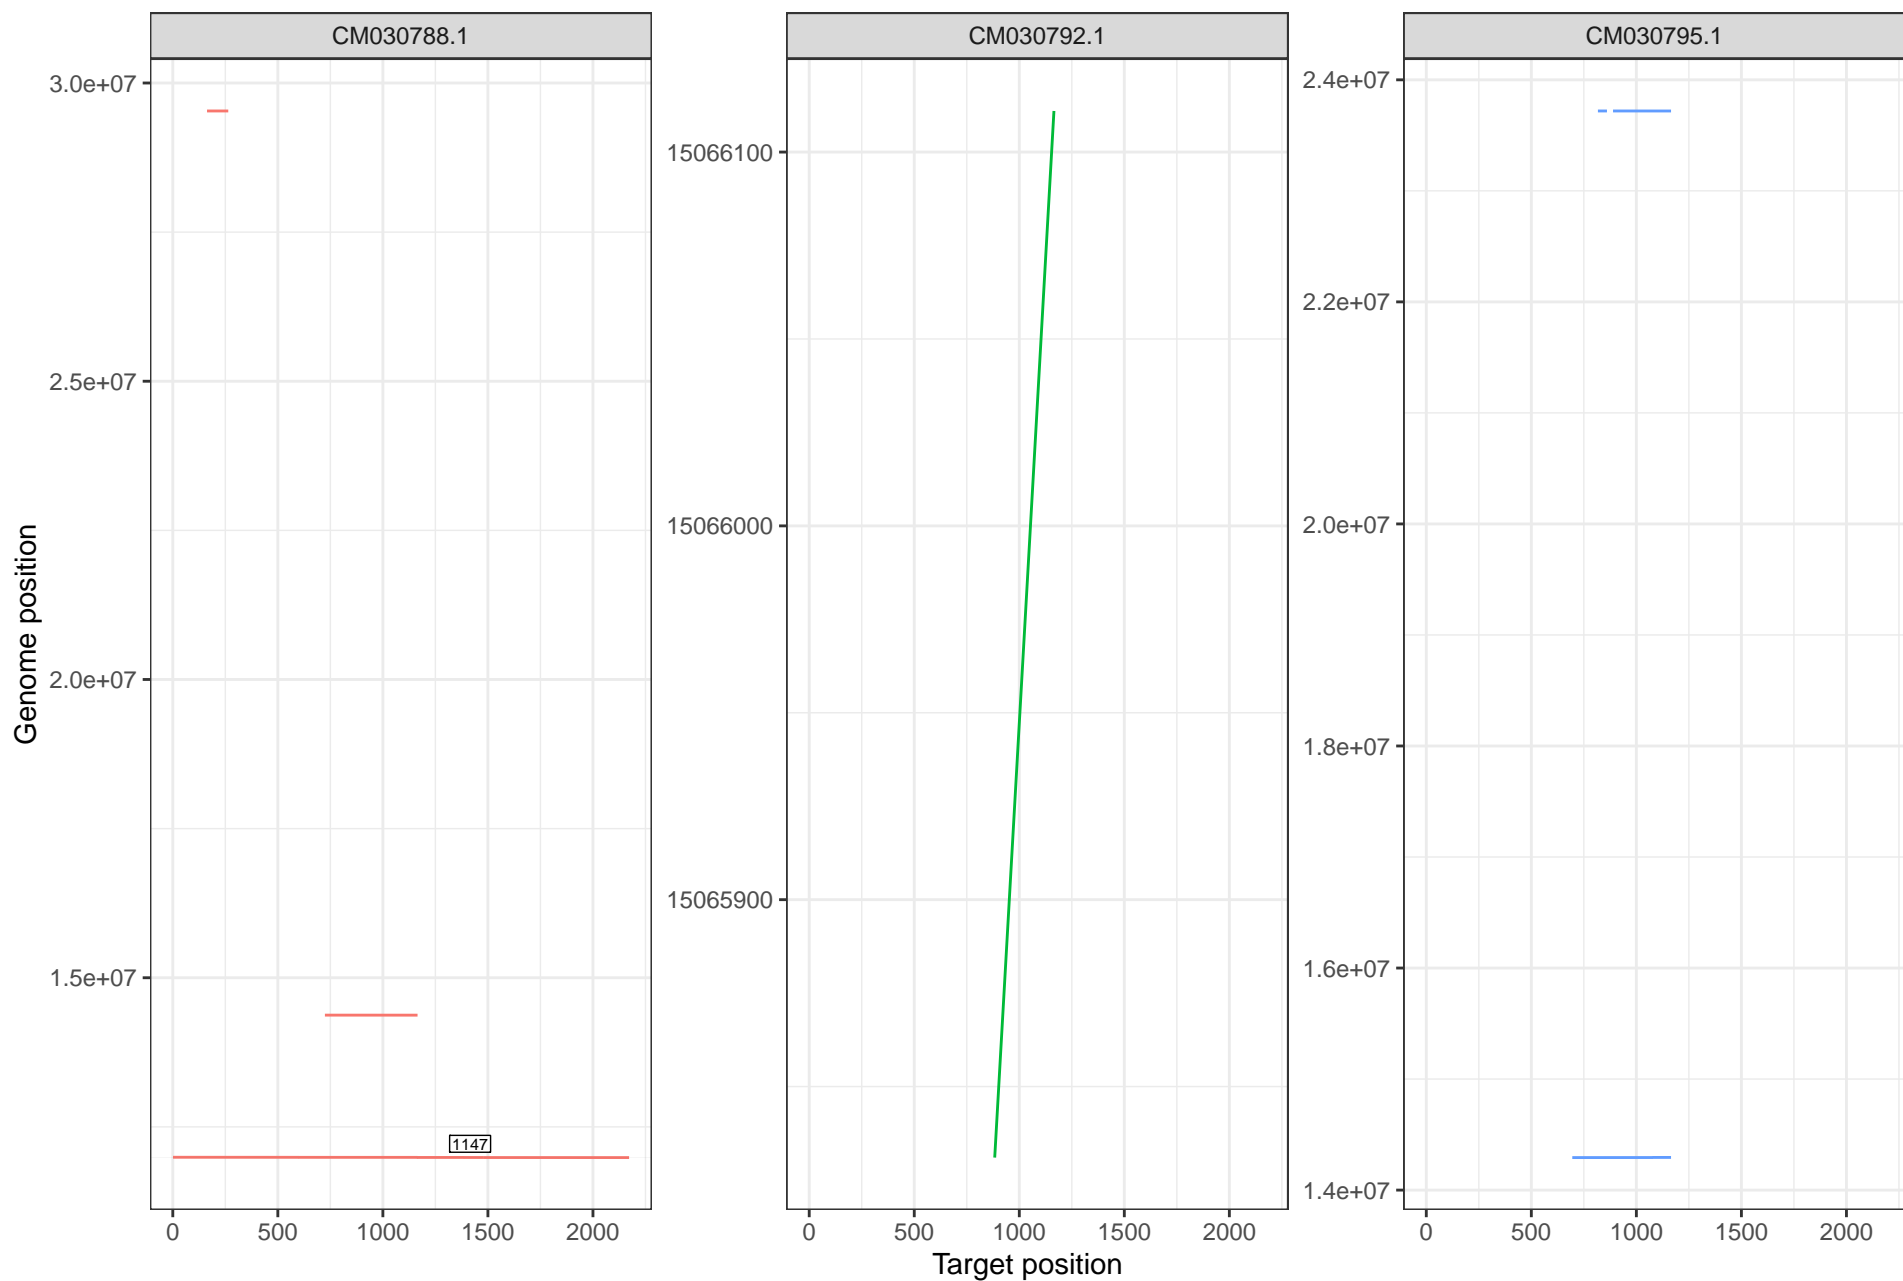 CM030788.1
CM030792.1
CM030795.1
Genome position
3.0e+07
2.5e+07
2.0e+07
1.5e+07
1147
0 500 1000 1500 2000
15066100
15066000
15065900
0 500 1000 1500 2000
2.4e+07
2.2e+07
2.0e+07
1.8e+07
1.6e+07
1.4e+07
0 500 1000 1500 2000
Target position